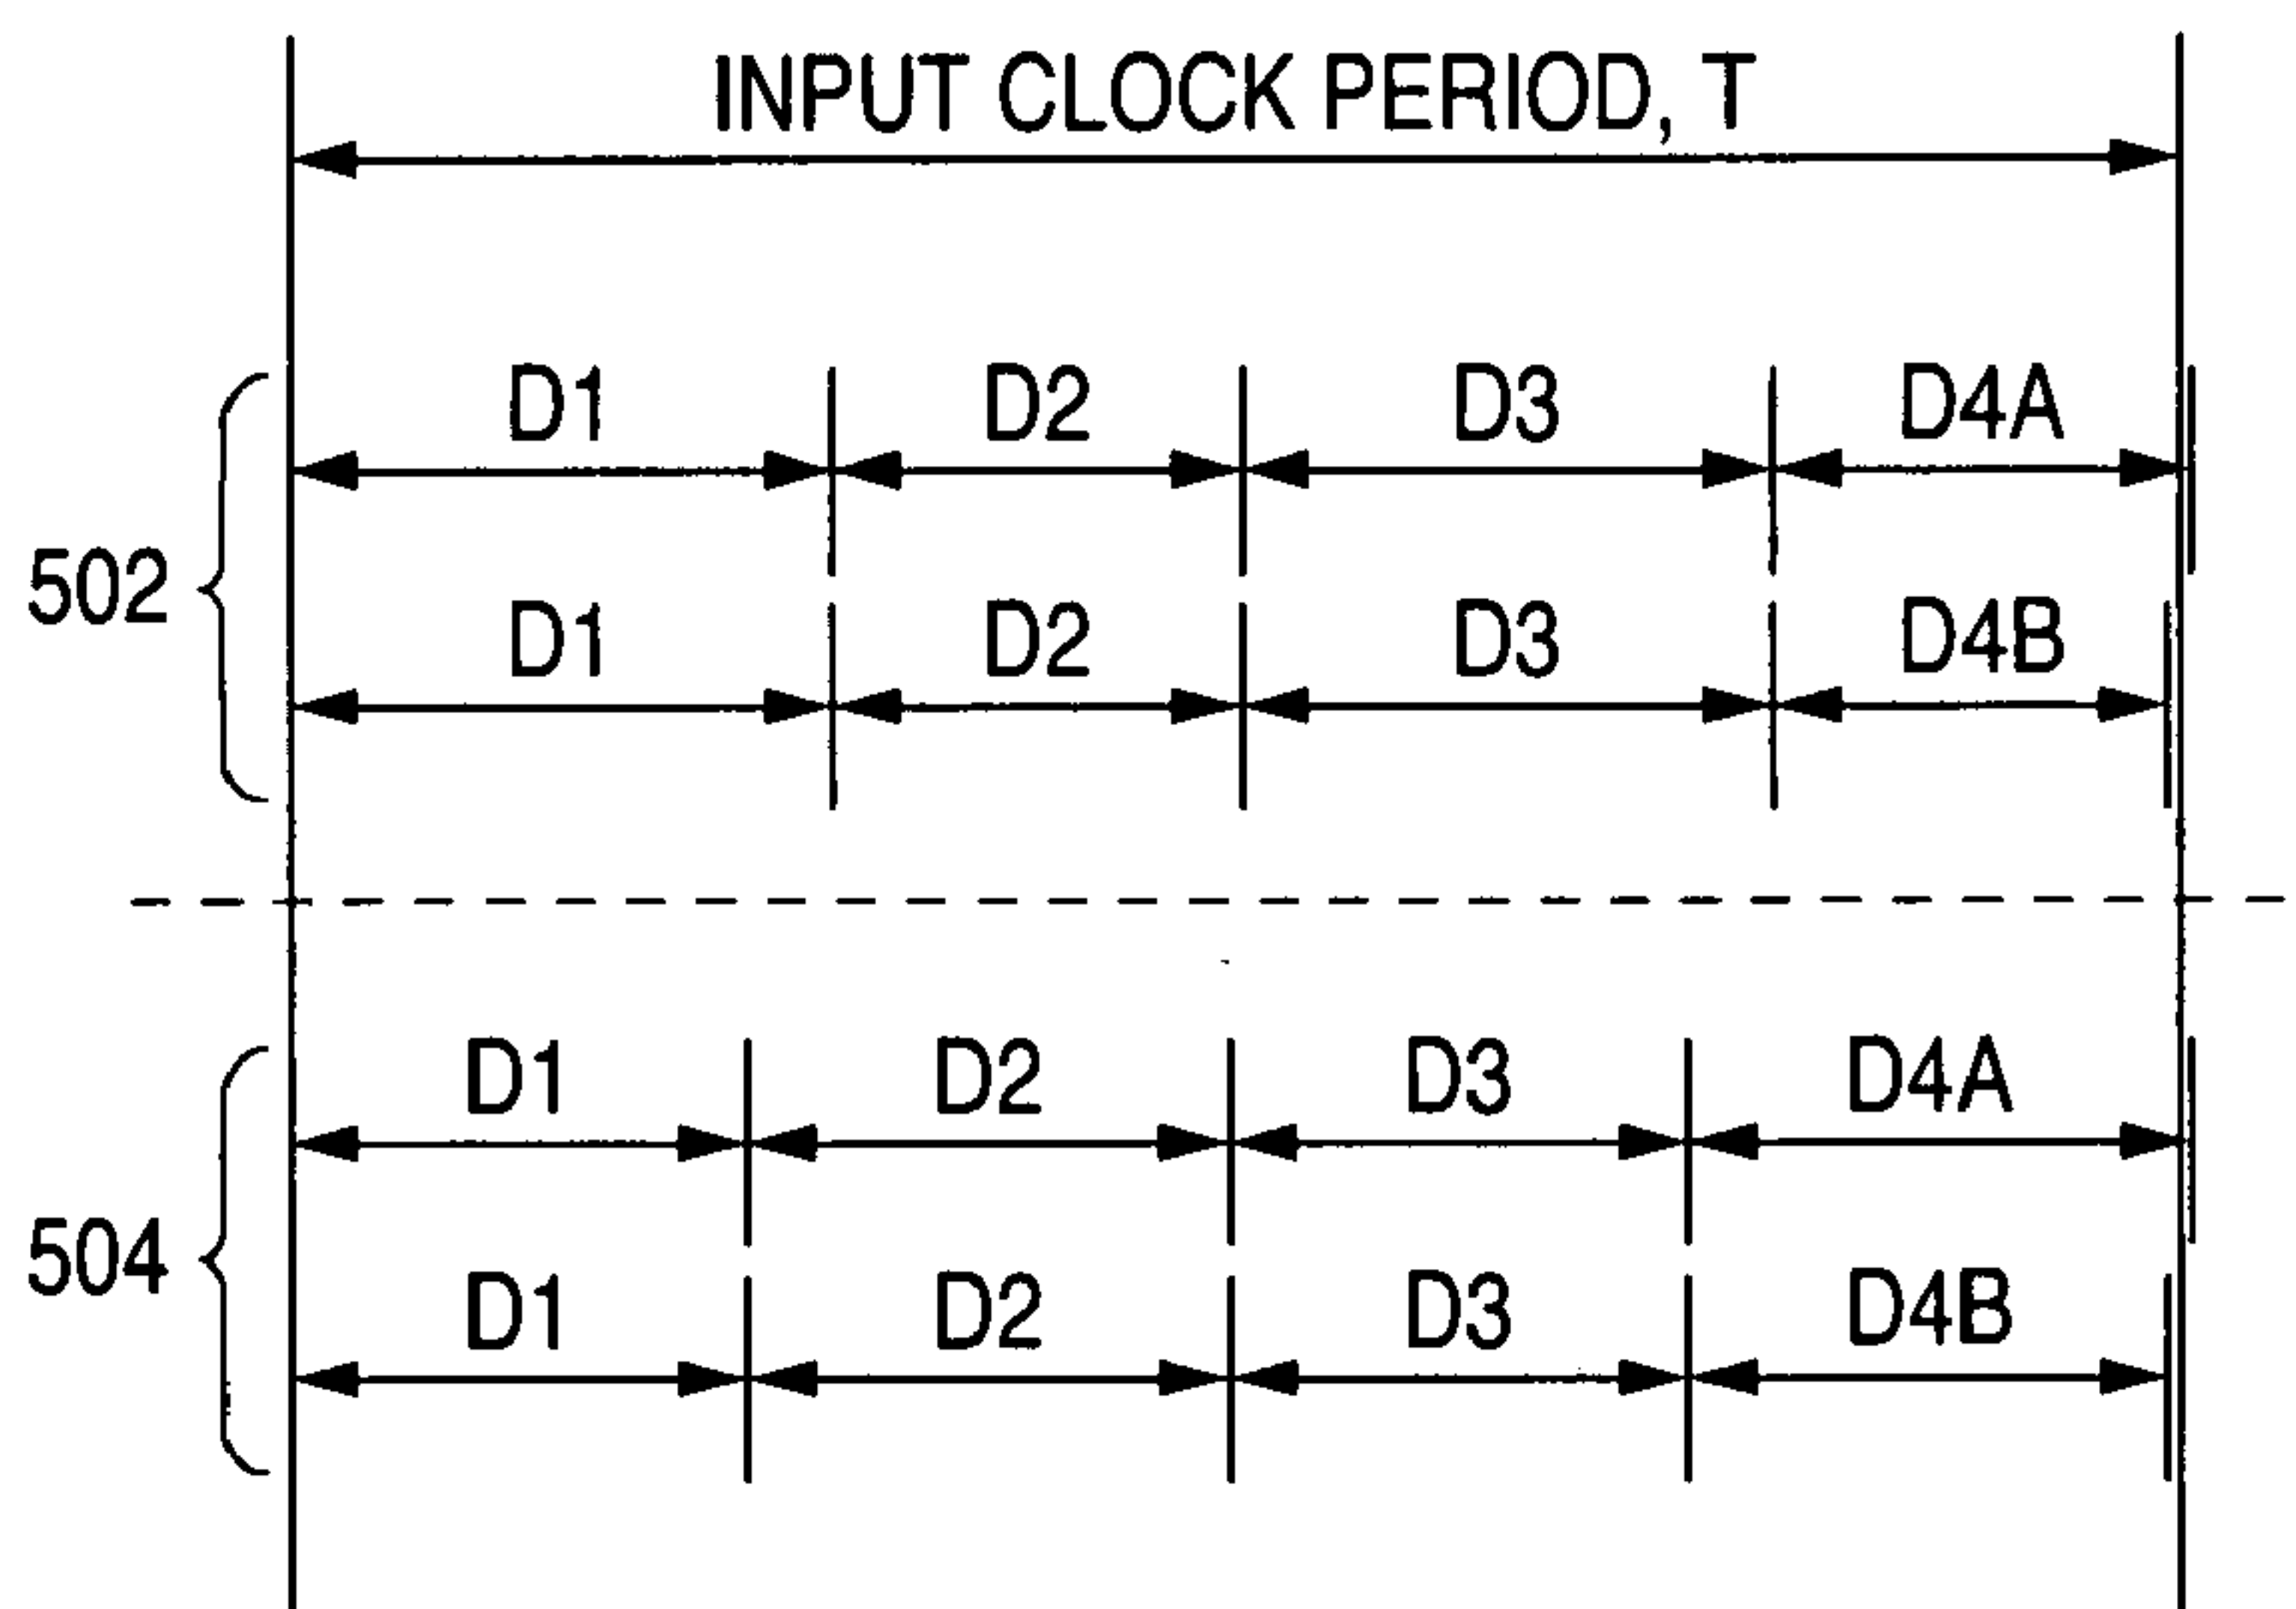 INPUT CLOCK PERIOD, T
D1 D2 D3 D4A
502
D1 D2 D3 D4B
D1 D2 D3 D4A
504
D1 D2 D3 D4B